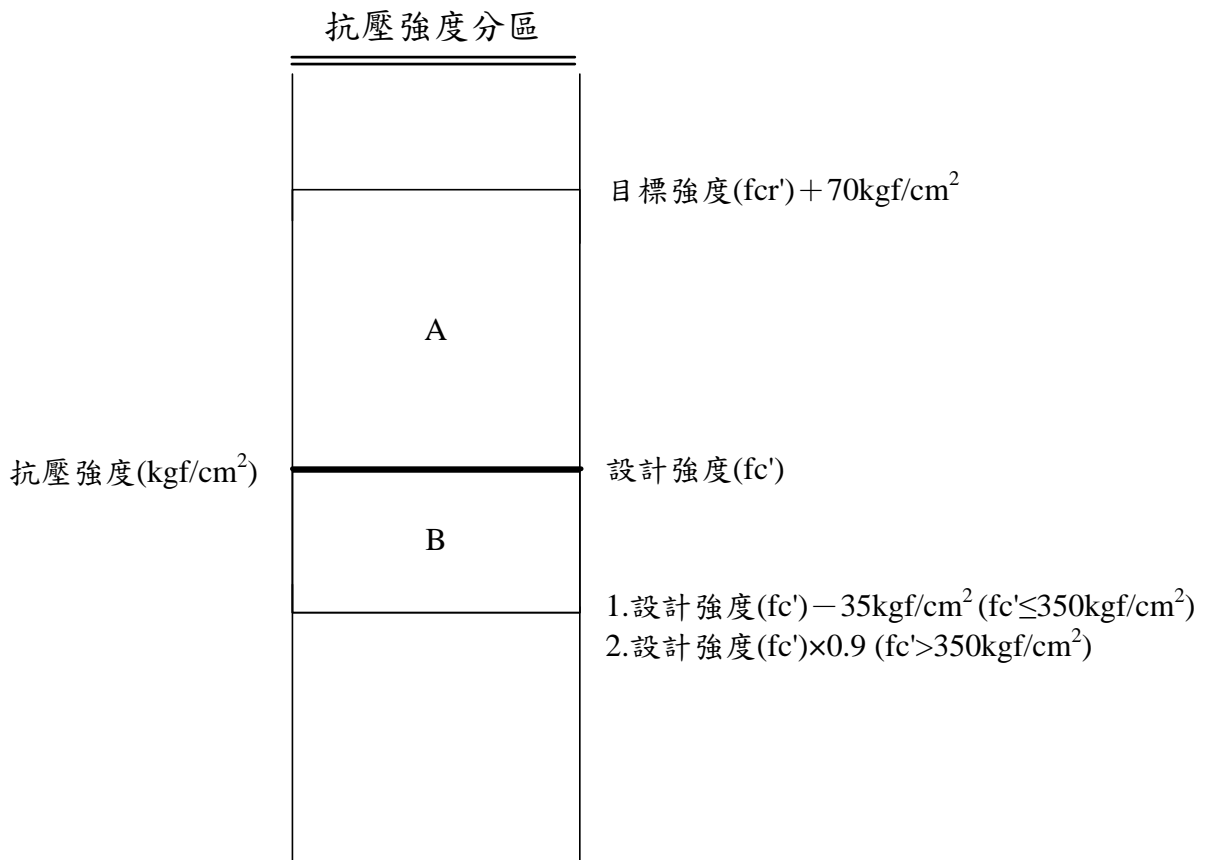 抗壓強度分區
目標強度(fcr')＋70kgf/cm²
A
抗壓強度(kgf/cm²)
設計強度(fc')
B
1.設計強度(fc')－35kgf/cm² (fc'≤350kgf/cm²)
2.設計強度(fc')×0.9 (fc'>350kgf/cm²)